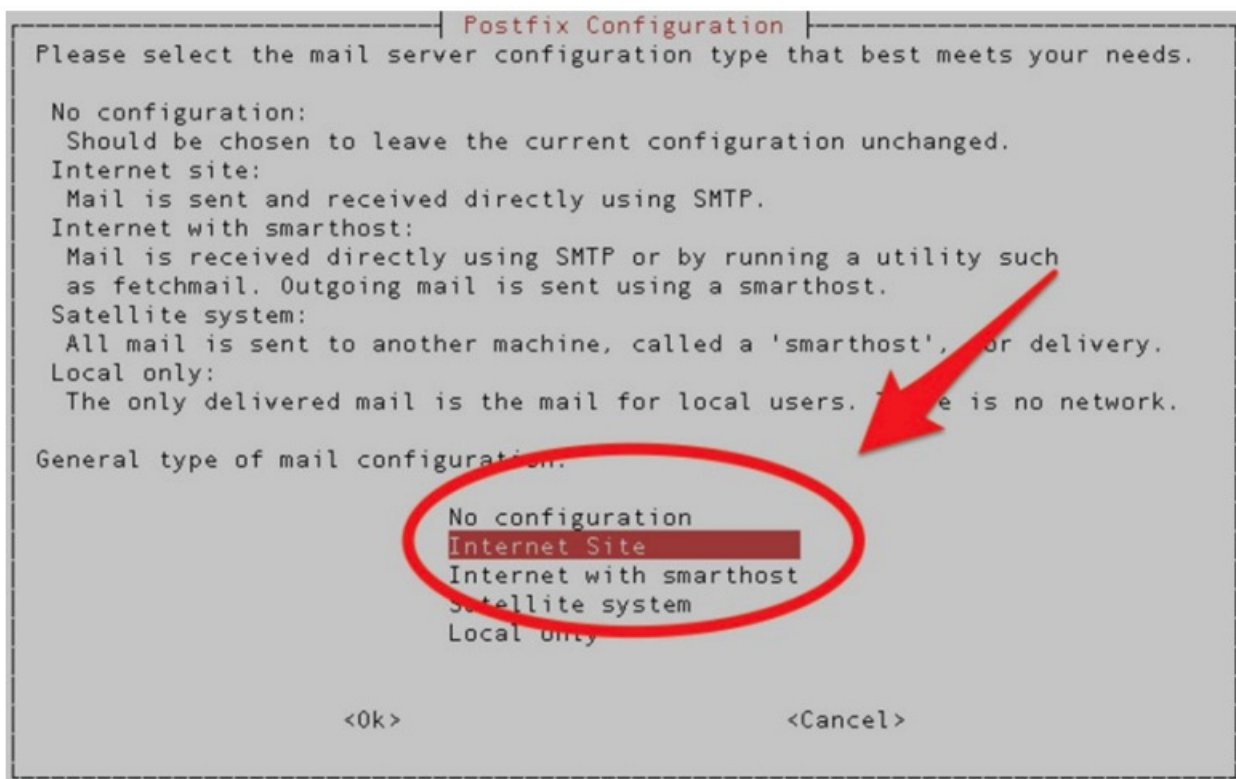 Postfix Configuration
Please select the mail server configuration type that best meets your needs.
No configuration:
Should be chosen to leave the current configuration unchanged.
Internet site:
Mail is sent and received directly using SMTP.
Internet with smarthost:
Mail is received directly using SMTP or by running a utility such
as fetchmail. Outgoing mail is sent using a smarthost.
Satellite system:
All mail is sent to another machine, called a 'smarthost', for delivery.
Local only:
The only delivered mail is the mail for local users. There is no network.
General type of mail configuration:
No configuration
Internet Site
Internet with smarthost
Satellite system
Local only
<Ok> <Cancel>